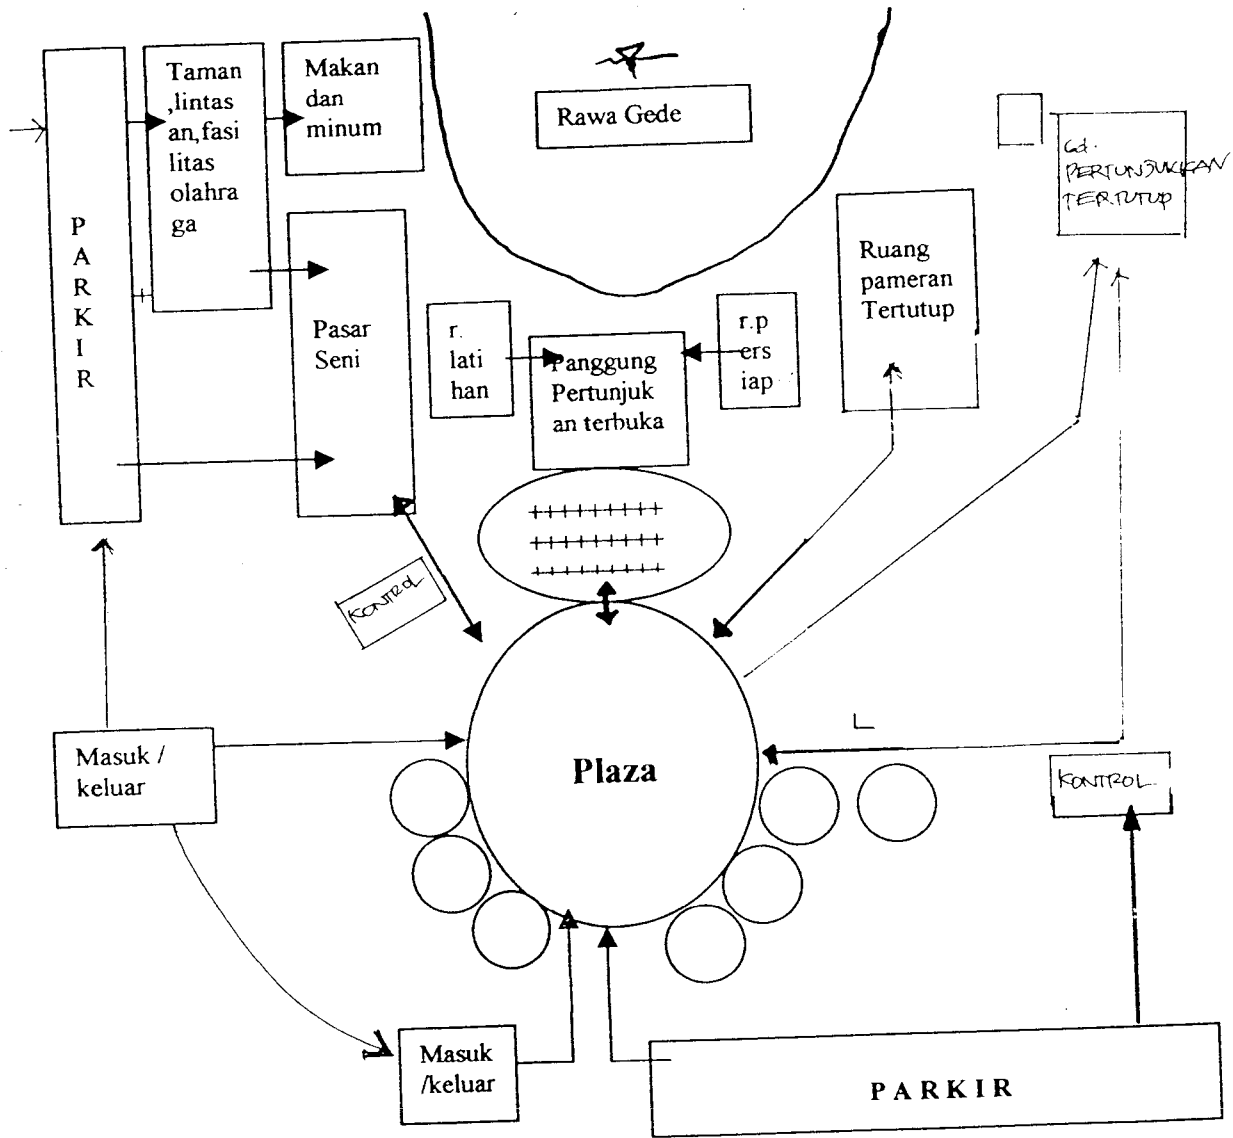 P
A
R
K
I
R
Taman
,lintas
an,fasi
litas
olahra
ga
Makan
dan
minum
Rawa Gede
Gd.
PERTUNJUKKAN
TERTUTUP
Pasar
Seni
r.
lati
han
Panggung
Pertunjuk
an terbuka
r.p
ers
iap
Ruang
pameran
Tertutup
KONTROL
Masuk /
keluar
Plaza
KONTROL
Masuk
/keluar
PARKIR